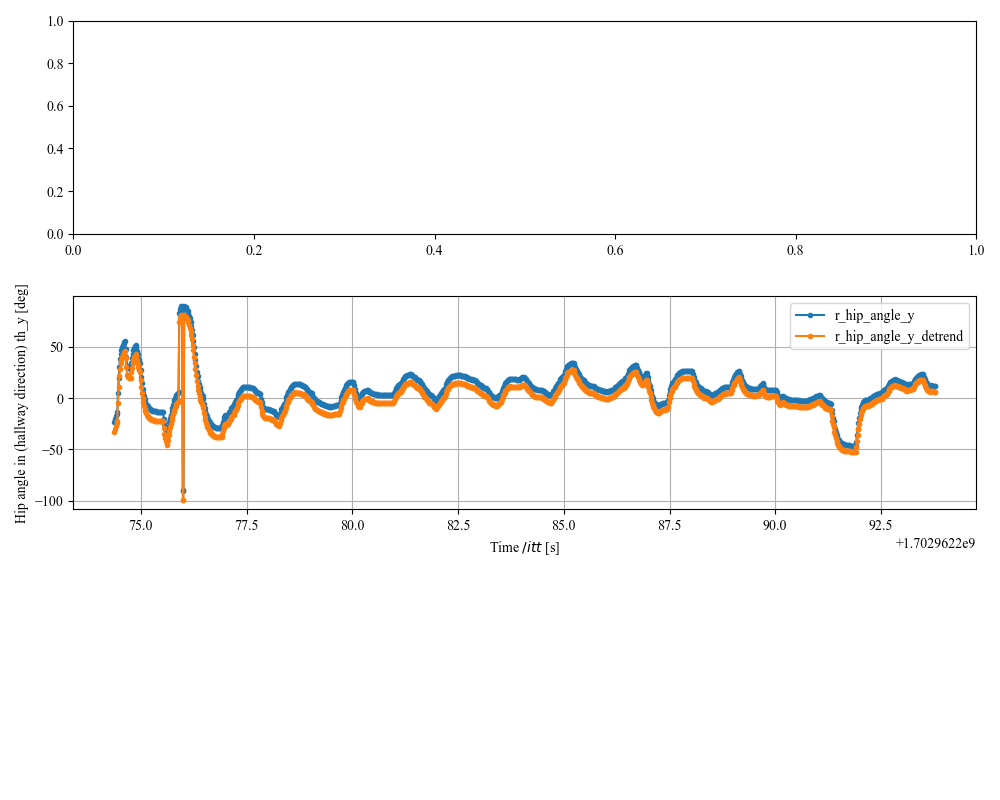 1.0
0.8
0.6
0.4
0.2
0.0
0.0 0.2 0.4 0.6 0.8 1.0
Hip angle in (hallway direction) th_y [deg]
50
0
−50
−100
r_hip_angle_y
r_hip_angle_y_detrend
75.0 77.5 80.0 82.5 85.0 87.5 90.0 92.5
Time /itt [s]
+1.7029622e9